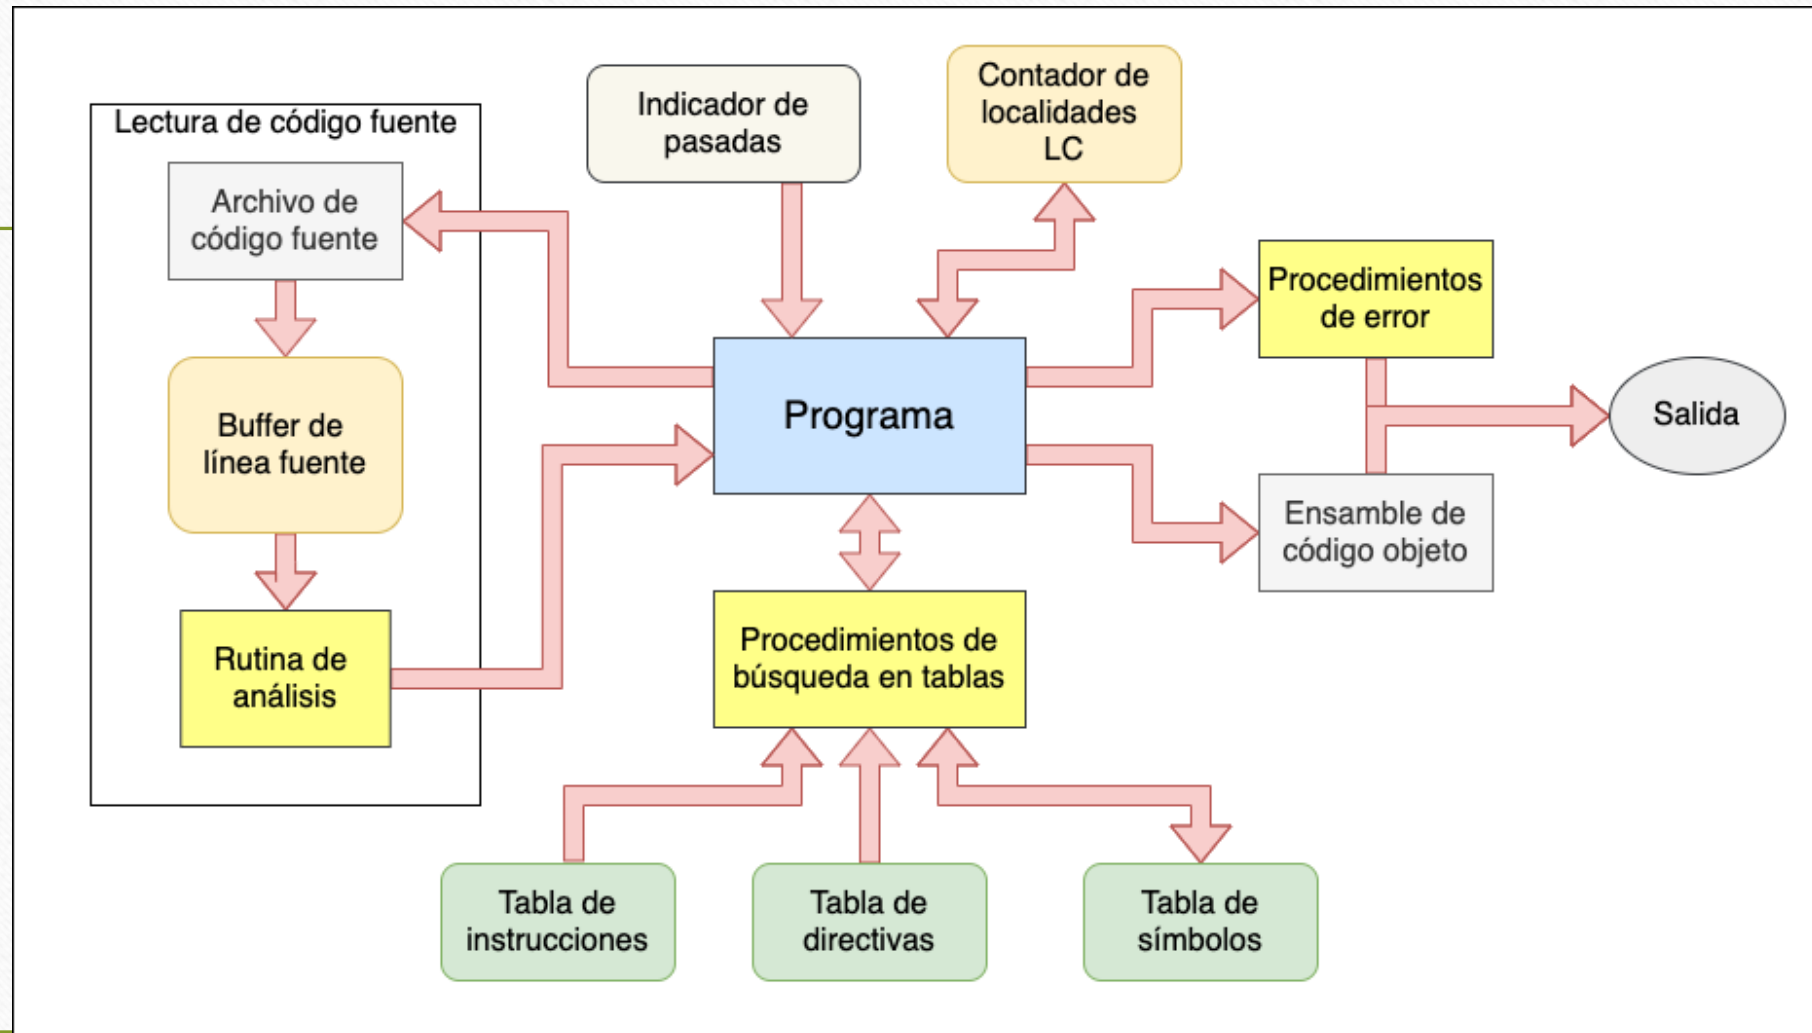 Lectura de código fuente
Archivo de
código fuente
Buffer de
línea fuente
Rutina de
análisis
Indicador de
pasadas
Contador de
localidades
LC
Programa
Procedimientos de
búsqueda en tablas
Tabla de
instrucciones
Tabla de
directivas
Tabla de
símbolos
Procedimientos
de error
Ensamble de
código objeto
Salida